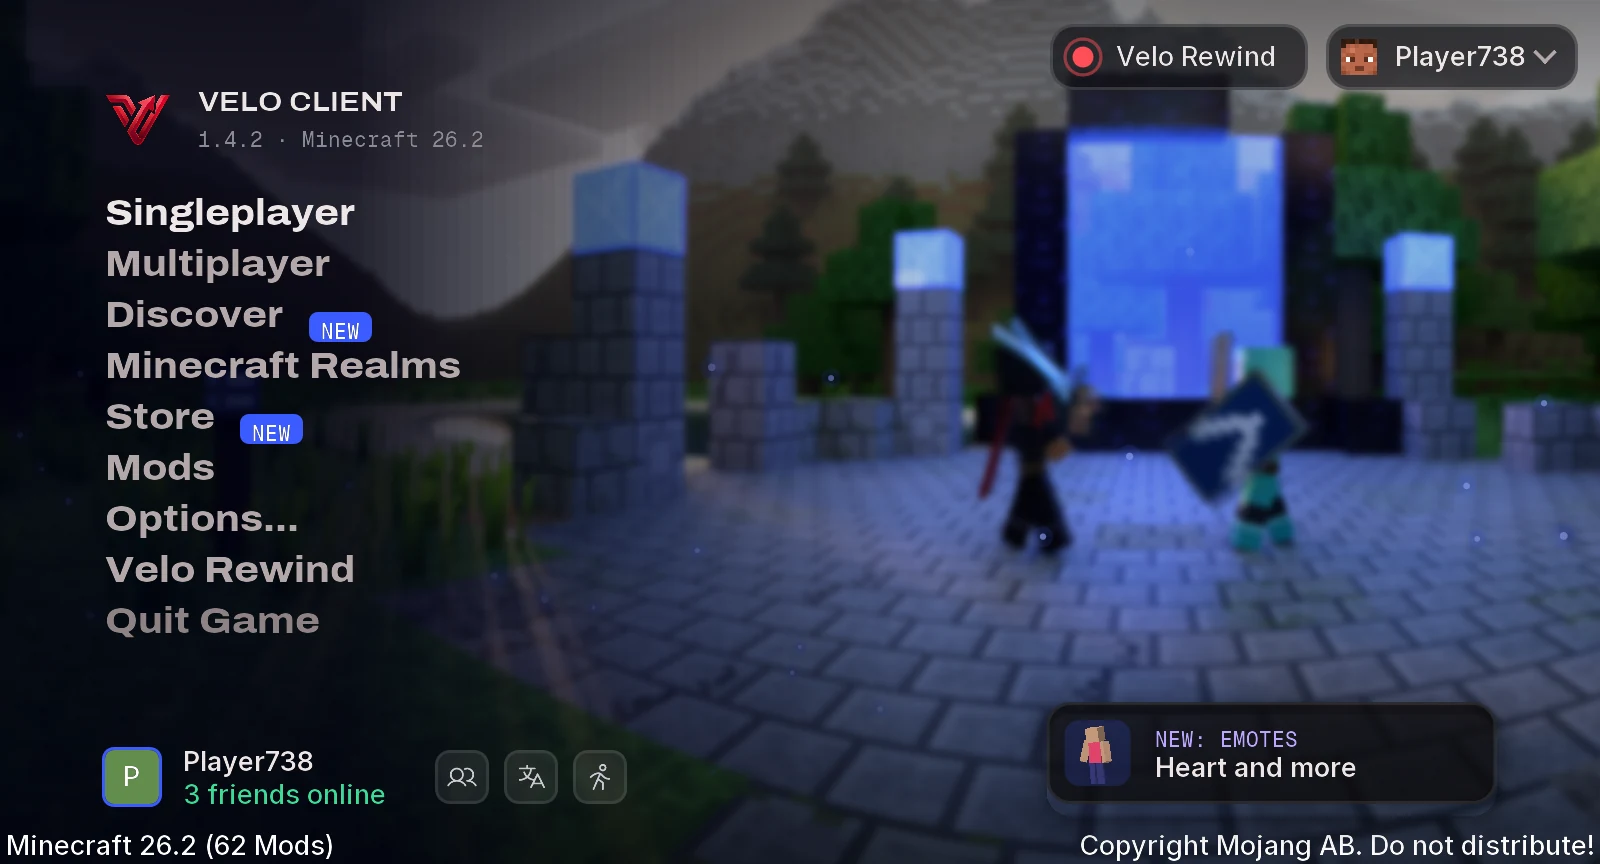 Velo Rewind
Player738
VELO CLIENT
1.4.2 · Minecraft 26.2
Singleplayer
Multiplayer
Discover NEW
Minecraft Realms
Store NEW
Mods
Options...
Velo Rewind
Quit Game
P
Player738
3 friends online
文A
NEW: EMOTES
Heart and more
Minecraft 26.2 (62 Mods)
Copyright Mojang AB. Do not distribute!